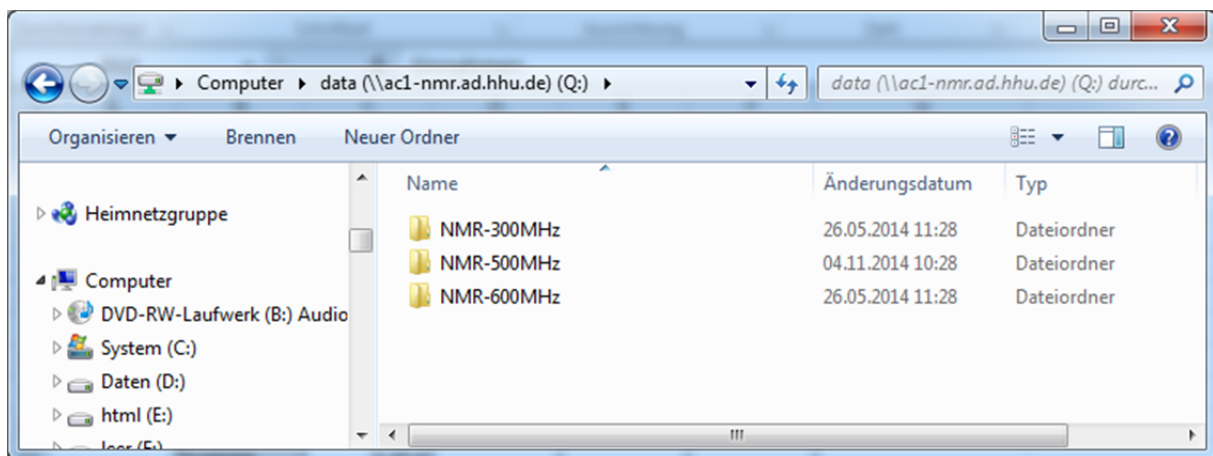 Computer data (\\ac1-nmr.ad.hhu.de) (Q:)
data (\\ac1-nmr.ad.hhu.de) (Q:) durc...
Organisieren Brennen Neuer Ordner
Heimnetzgruppe
Computer
DVD-RW-Laufwerk (B:) Audio
System (C:)
Daten (D:)
html (E:)
Name Änderungsdatum Typ
NMR-300MHz 26.05.2014 11:28 Dateiordner
NMR-500MHz 04.11.2014 10:28 Dateiordner
NMR-600MHz 26.05.2014 11:28 Dateiordner